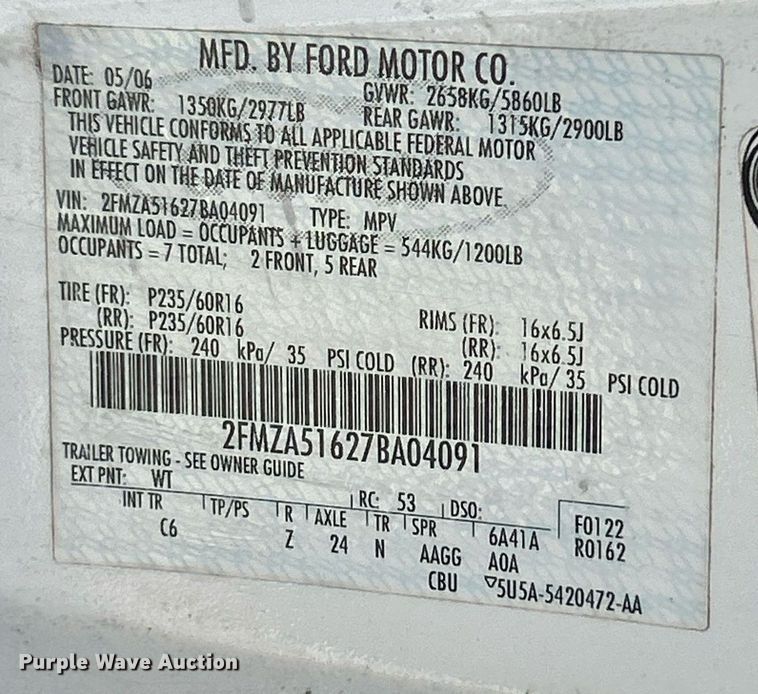 MFD. BY FORD MOTOR CO.
DATE: 05/06 GVWR: 2658KG/5860LB
FRONT GAWR: 1350KG/2977LB REAR GAWR: 1315KG/2900LB
THIS VEHICLE CONFORMS TO ALL APPLICABLE FEDERAL MOTOR
VEHICLE SAFETY AND THEFT PREVENTION STANDARDS
IN EFFECT ON THE DATE OF MANUFACTURE SHOWN ABOVE.
VIN: 2FMZA51627BA04091 TYPE: MPV
MAXIMUM LOAD = OCCUPANTS + LUGGAGE = 544KG/1200LB
OCCUPANTS = 7 TOTAL; 2 FRONT, 5 REAR
TIRE (FR): P235/60R16 RIMS (FR): 16x6.5J
(RR): P235/60R16 (RR): 16x6.5J
PRESSURE (FR): 240 kPa/ 35 PSI COLD (RR): 240 kPa/ 35 PSI COLD
2FMZA51627BA04091
TRAILER TOWING - SEE OWNER GUIDE
EXT PNT: WT RC: 53 DSO: F0122
INT TR TP/PS R AXLE TR SPR 6A41A R0162
C6 Z 24 N AAGG A0A
CBU 5U5A-5420472-AA
Purple Wave Auction